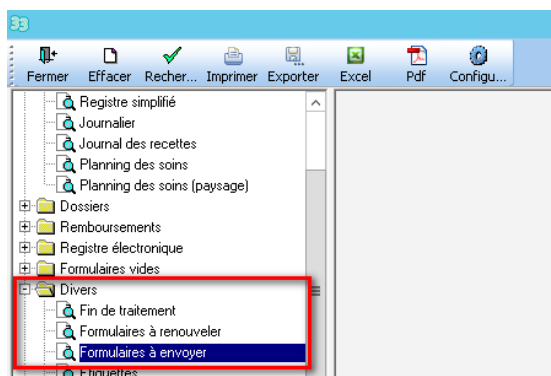 Fermer Effacer Recher... Imprimer Exporter Excel Pdf Configu...
Registre simplifié
Journalier
Journal des recettes
Planning des soins
Planning des soins (paysage)
Dossiers
Remboursements
Registre électronique
Formulaires vides
Divers
Fin de traitement
Formulaires à renouveler
Formulaires à envoyer
Etiquettes